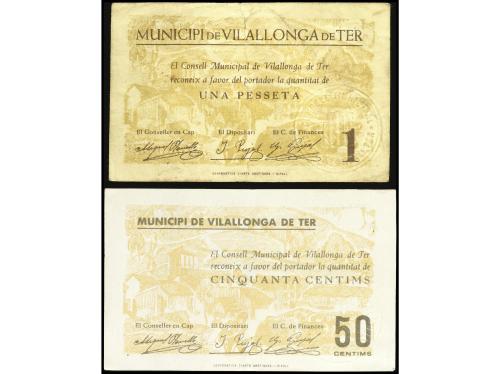 MUNICIPI DE VILALLONGA DE TER
El Consell Municipal de Vilallonga de Ter
reconeix a favor del portador la quantitat de
UNA PESSETA
El Conseller en Cap El Dipositari El C. de Finances
1
MUNICIPI DE VILALLONGA DE TER
El Consell Municipal de Vilallonga de Ter
reconeix a favor del portador la quantitat de
CINQUANTA CENTIMS
El Conseller en Cap El Dipositari El C. de Finances
50
CENTIMS